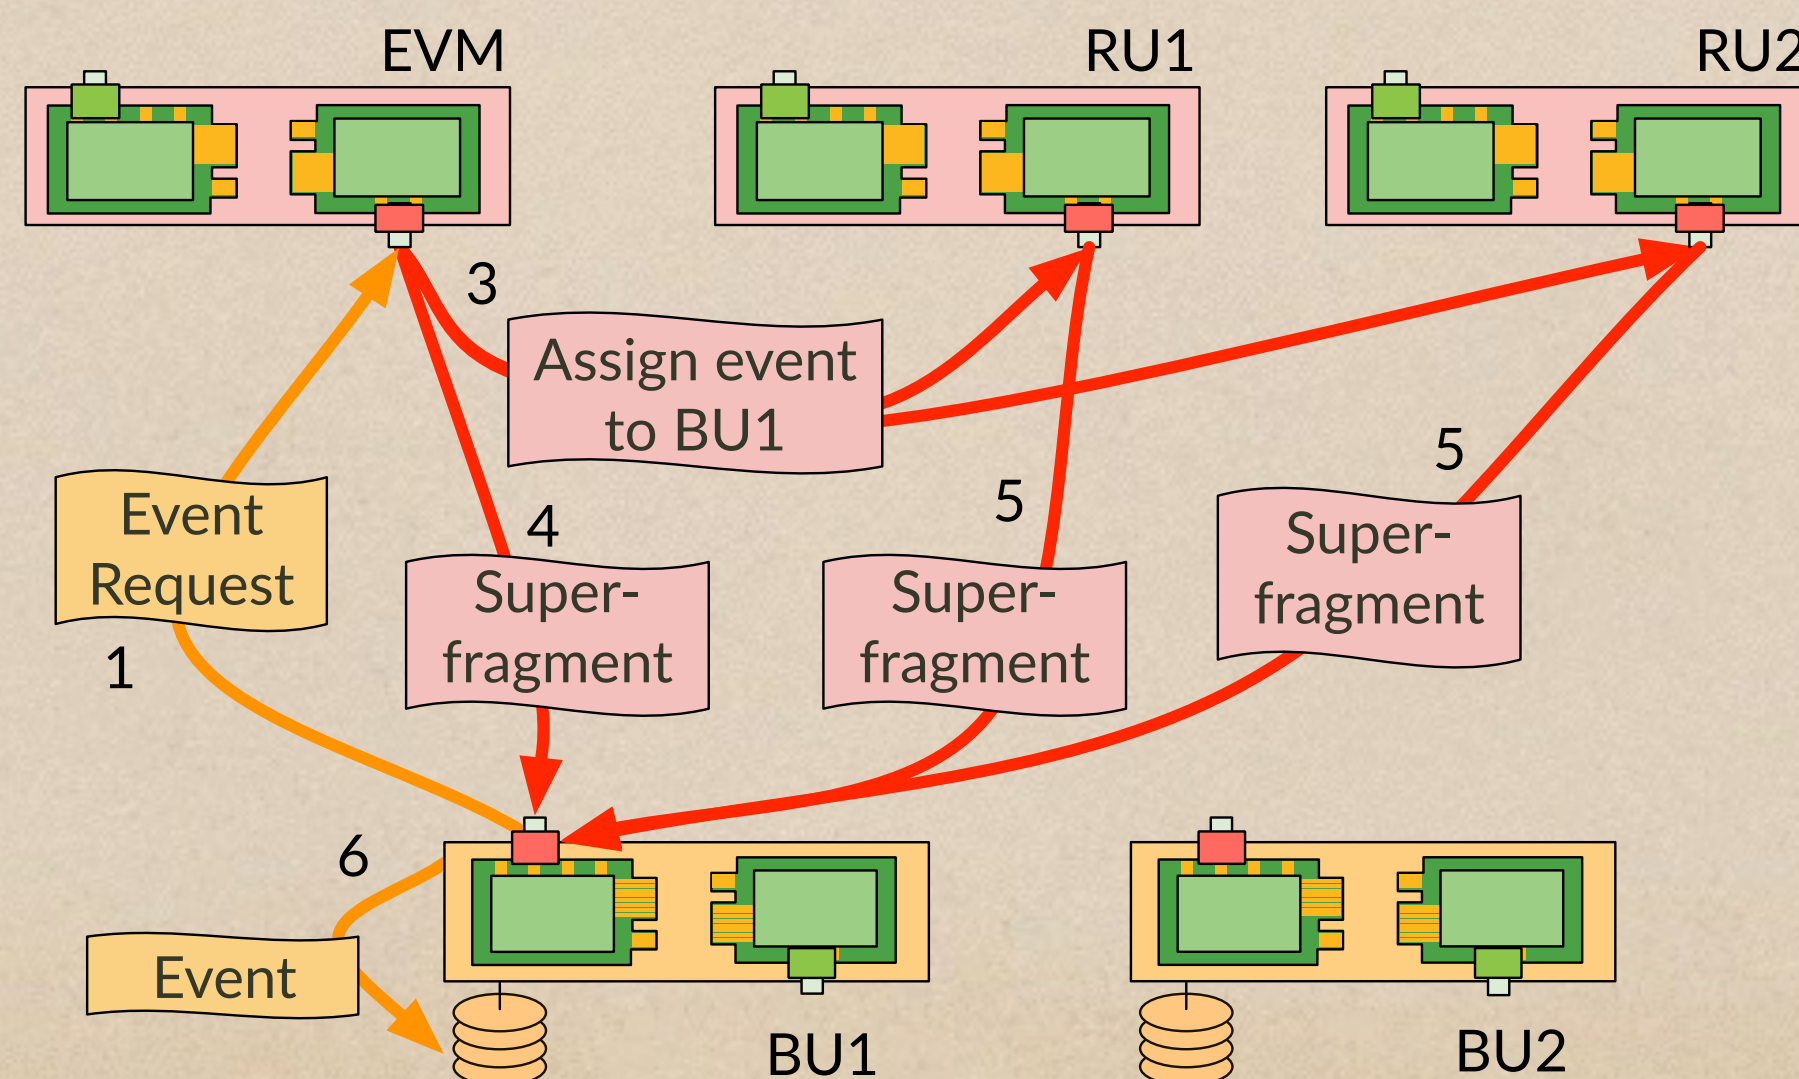 EVM
RU1
RU2
3
Assign event
to BU1
5
Event
Request
4
5
Super-
fragment
Super-
fragment
Super-
fragment
1
6
Event
BU1
BU2